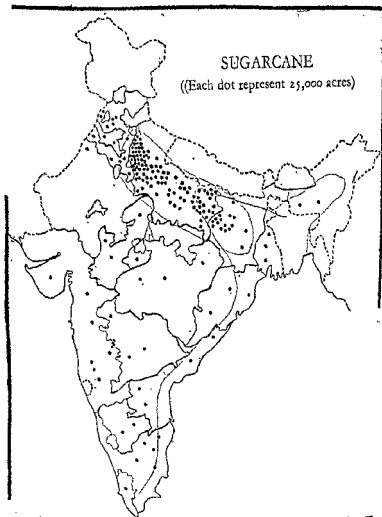 SUGARCANE
((Each dot represent 25,000 acres)